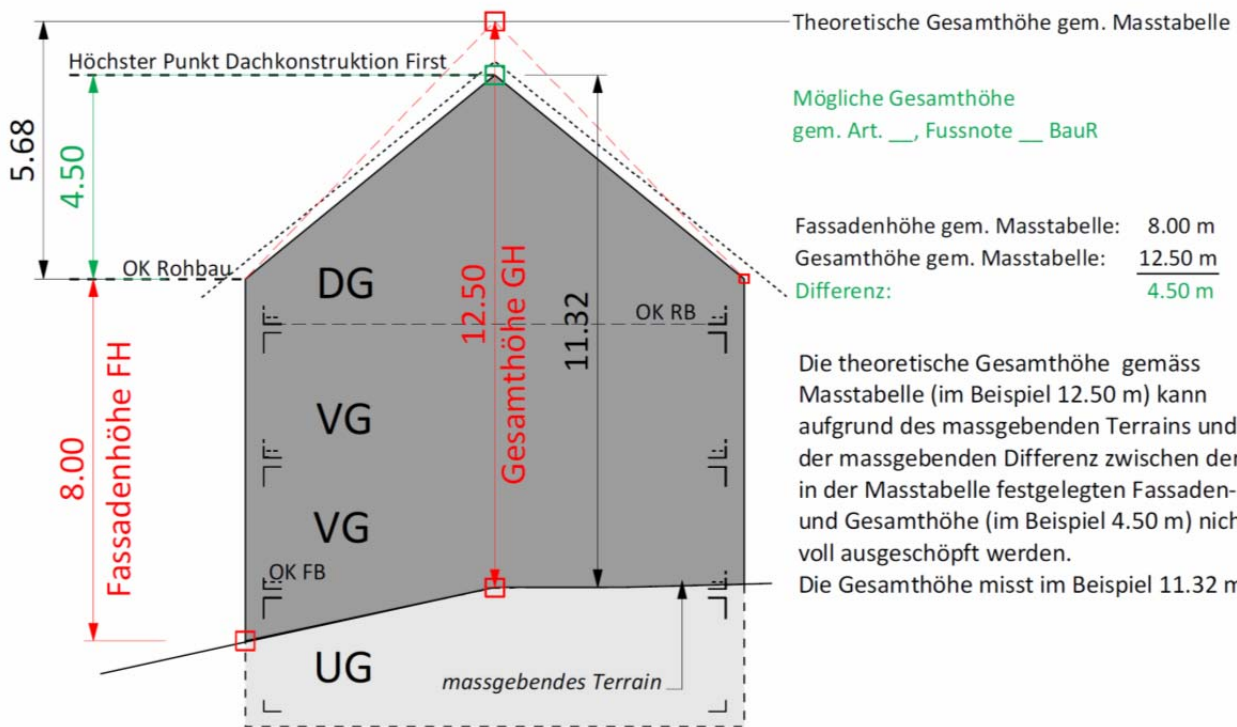 Theoretische Gesamthöhe gem. Masstabelle
Höchster Punkt Dachkonstruktion First
5.68
4.50
OK Rohbau
DG
OK RB
12.50
Gesamthöhe GH
11.32
8.00
Fassadenhöhe FH
VG
VG
OK FB
UG
massgebendes Terrain
Mögliche Gesamthöhe
gem. Art. __, Fussnote __ BauR
Fassadenhöhe gem. Masstabelle: 8.00 m
Gesamthöhe gem. Masstabelle: 12.50 m
Differenz: 4.50 m
Die theoretische Gesamthöhe gemäss
Masstabelle (im Beispiel 12.50 m) kann
aufgrund des massgebenden Terrains und
der massgebenden Differenz zwischen der
in der Masstabelle festgelegten Fassaden-
und Gesamthöhe (im Beispiel 4.50 m) nich
voll ausgeschöpft werden.
Die Gesamthöhe misst im Beispiel 11.32 m